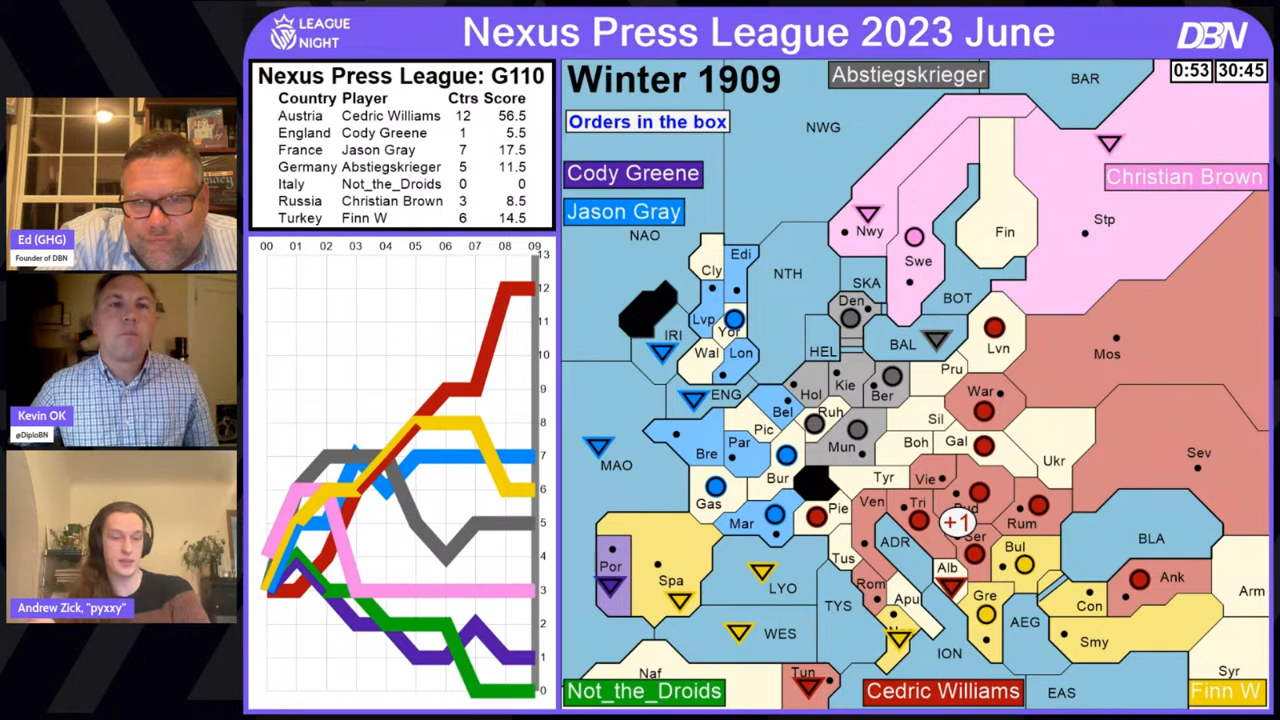 LEAGUE
NIGHT
Nexus Press League 2023 June
DBN
Nexus Press League: G110
Country Player Ctrs Score
Austria Cedric Williams 12 56.5
England Cody Greene 1 5.5
France Jason Gray 7 17.5
Germany Abstiegskrieger 5 11.5
Italy Not_the_Droids 0 0
Russia Christian Brown 3 8.5
Turkey Finn W 6 14.5
00 01 02 03 04 05 06 07 08 09
13
12
11
10
9
8
7
6
5
4
3
2
1
0
Ed (GHG)
Founder of DBN
Kevin OK
@DiploBN
Andrew Zick, "pyxxy"
Winter 1909
Abstiegskrieger
0:53 30:45
Orders in the box
Cody Greene
Jason Gray
Christian Brown
BAR
NWG
NAO
Nwy
Swe
Fin
Stp
Cly
Edi
NTH
SKA
Den
BOT
IRI
Lvp
Yor
Wal
Lon
HEL
BAL
Lvn
Mos
Pru
ENG
Hol
Kie
Ber
War
Bel
Ruh
Sil
Pic
Mun
Boh
Gal
Ukr
Sev
MAO
Bre
Par
Bur
Tyr
Vie
Gas
Ven
Tri
Bud
+1
Rum
Mar
Pie
ADR
Ser
BLA
Por
Spa
LYO
Tus
Alb
Bul
Rom
Apu
Gre
Con
Ank
Arm
TYS
AEG
WES
ION
Smy
Naf
Tun
EAS
Syr
Not_the_Droids
Cedric Williams
Finn W